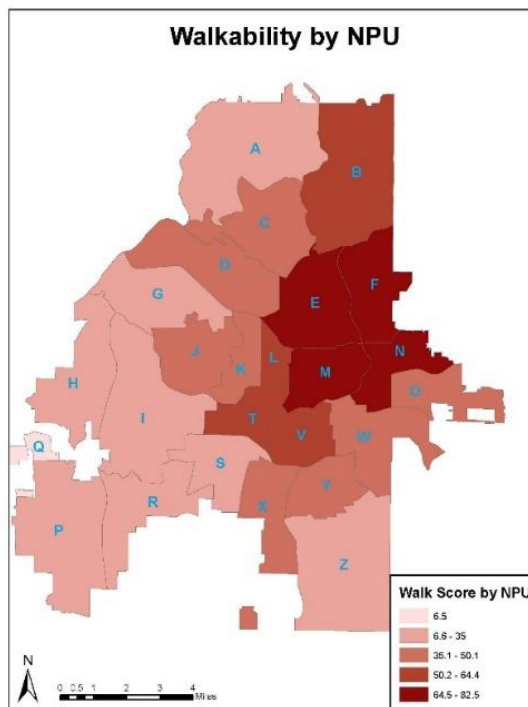 Walkability by NPU
A
B
C
D
E
F
G
H
I
J
K
L
M
N
O
P
Q
R
S
T
V
W
X
Y
Z
N
0 0.5 1 2 3 4
Miles
Walk Score by NPU
6.5
6.6 - 35
35.1 - 50.1
50.2 - 64.4
64.5 - 82.5